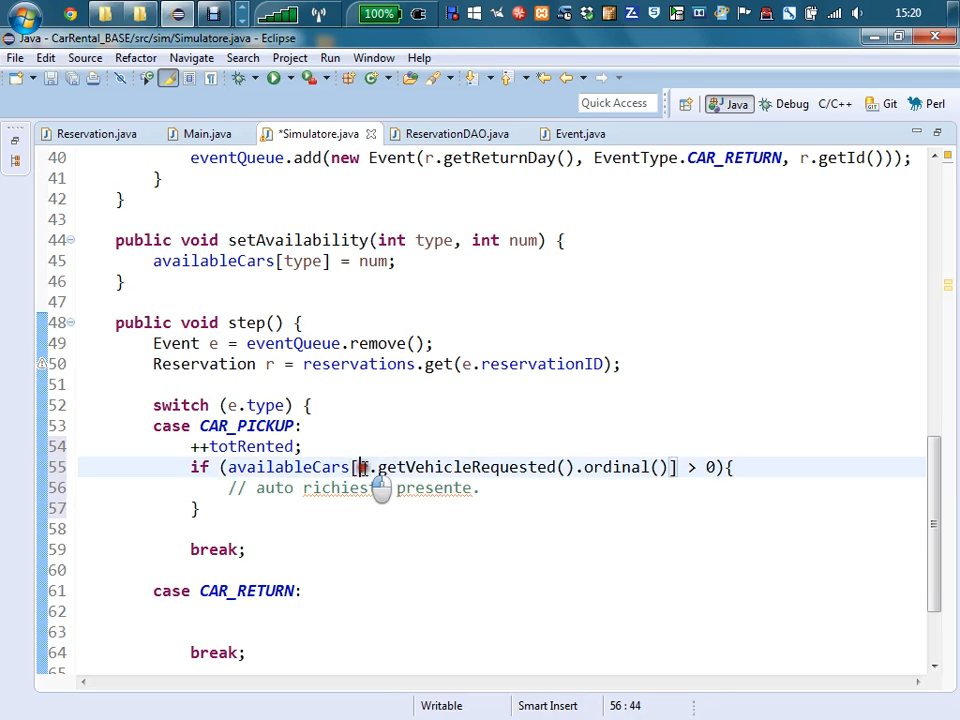 100%
15:20
Java - CarRental_BASE/src/sim/Simulatore.java - Eclipse
File Edit Source Refactor Navigate Search Project Run Window Help
Quick Access
Java
Debug
C/C++
Git
Perl
Reservation.java
Main.java
*Simulatore.java
ReservationDAO.java
Event.java
40 eventQueue.add(new Event(r.getReturnDay(), EventType.CAR_RETURN, r.getId()));
41 }
42 }
43
44 public void setAvailability(int type, int num) {
45 availableCars[type] = num;
46 }
47
48 public void step() {
49 Event e = eventQueue.remove();
50 Reservation r = reservations.get(e.reservationID);
51
52 switch (e.type) {
53 case CAR_PICKUP:
54 ++totRented;
55 if (availableCars[r.getVehicleRequested().ordinal()] > 0){
56 // auto richiesta presente.
57 }
58
59 break;
60
61 case CAR_RETURN:
62
63
64 break;
65
Writable
Smart Insert
56 : 44